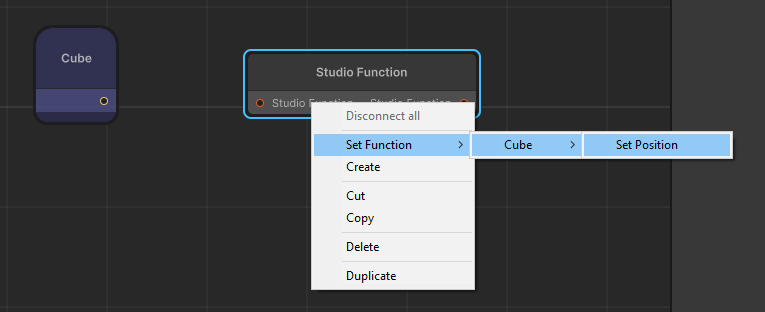 Cube
Studio Function
Studio Function Studio Function
Disconnect all
Set Function
Cube
Set Position
Create
Cut
Copy
Delete
Duplicate